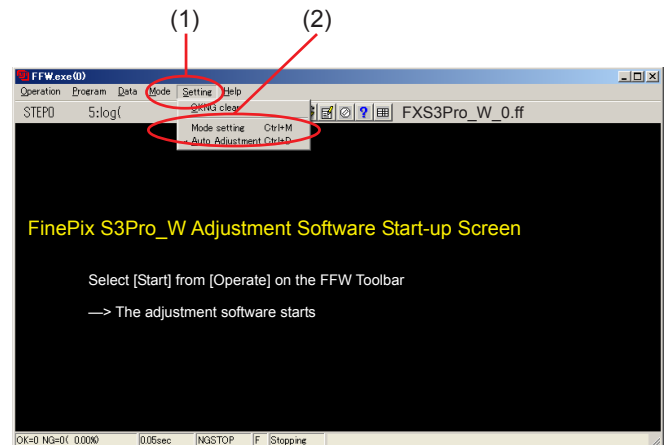 (1) (2)
FFW.exe(0)
Operation Program Data Mode Setting Help
STEP0 5:log( OKNG clear FXS3Pro_W_0.ff
Mode setting Ctrl+M
Auto Adjustment Ctrl+D
FinePix S3Pro_W Adjustment Software Start-up Screen
Select [Start] from [Operate] on the FFW Toolbar
—> The adjustment software starts
OK=0 NG=0( 0.00%) 0.05sec NGSTOP F Stopping